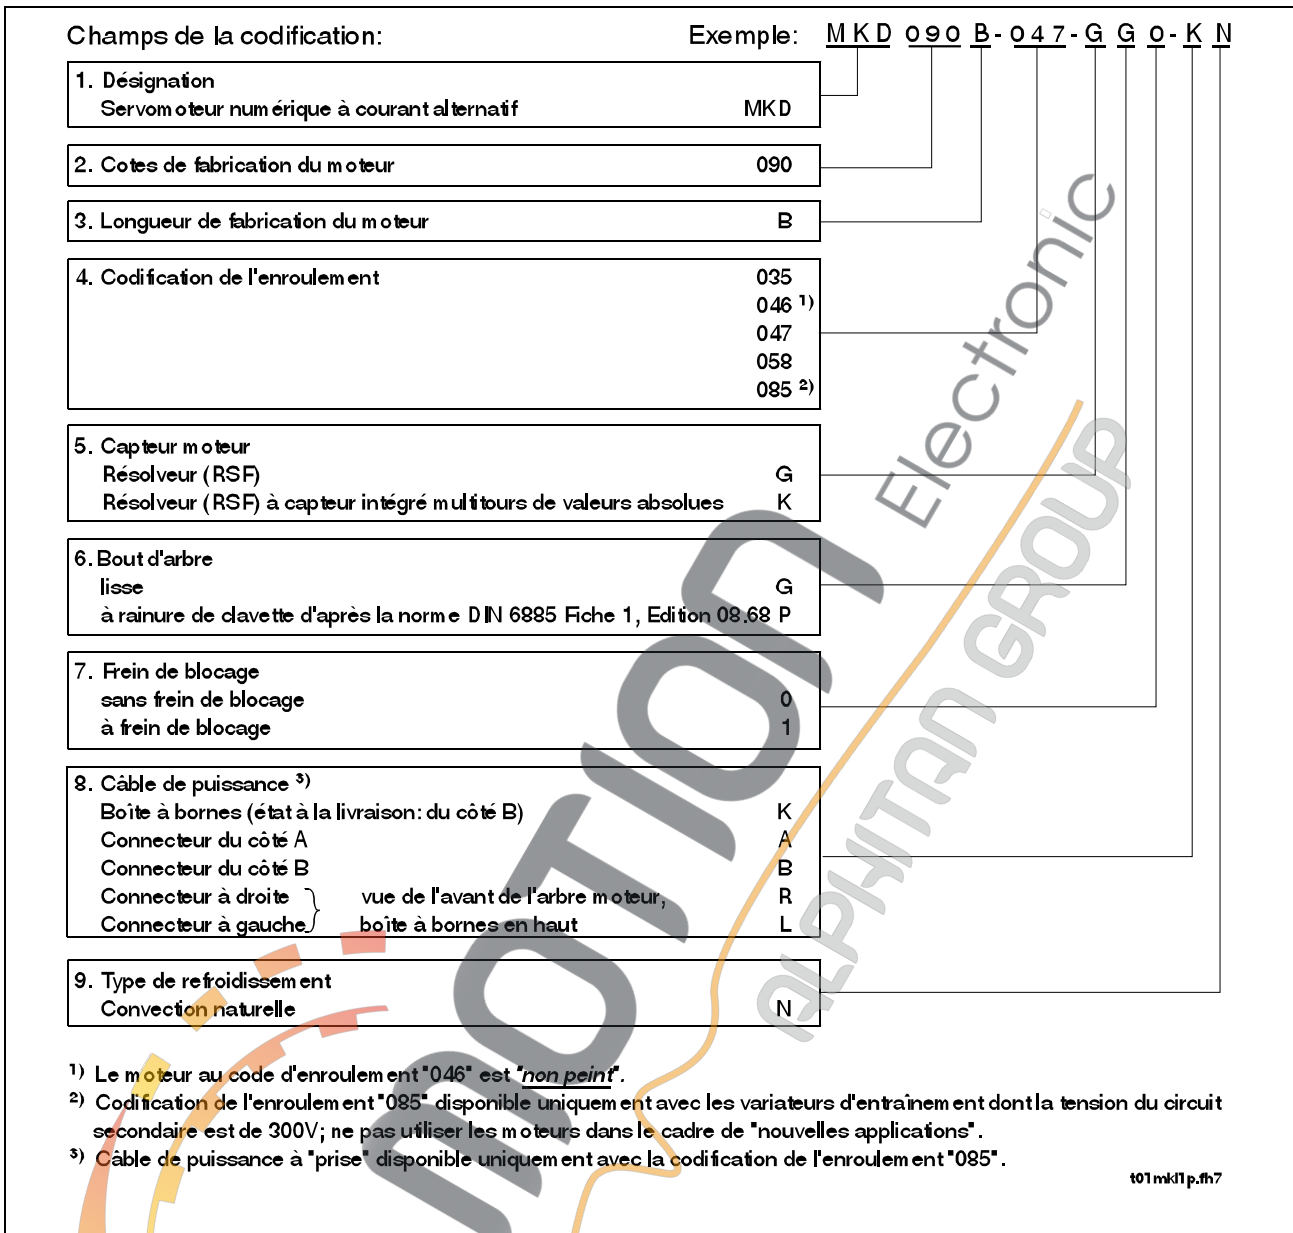 Champs de la codification: Exemple: MKD 090 B-047-G G 0-K N
1. Désignation
Servomoteur numérique à courant alternatif MKD
2. Cotes de fabrication du moteur 090
3. Longueur de fabrication du moteur B
4. Codification de l'enroulement 035
046 1)
047
058
085 2)
5. Capteur moteur
Résolveur (RSF) G
Résolveur (RSF) à capteur intégré multitours de valeurs absolues K
6. Bout d'arbre
lisse G
à rainure de clavette d'après la norme DIN 6885 Fiche 1, Edition 08.68 P
7. Frein de blocage
sans frein de blocage 0
à frein de blocage 1
8. Câble de puissance 3)
Boîte à bornes (état à la livraison: du côté B) K
Connecteur du côté A A
Connecteur du côté B B
Connecteur à droite vue de l'avant de l'arbre moteur, R
Connecteur à gauche boîte à bornes en haut L
9. Type de refroidissement
Convection naturelle N
1) Le moteur au code d'enroulement "046" est "non peint".
2) Codification de l'enroulement "085" disponible uniquement avec les variateurs d'entraînement dont la tension du circuit
secondaire est de 300V; ne pas utiliser les moteurs dans le cadre de "nouvelles applications".
3) Câble de puissance à "prise" disponible uniquement avec la codification de l'enroulement "085".
t01mkl1p.fh7
MOTION Electronic
ALPHITAN GROUP